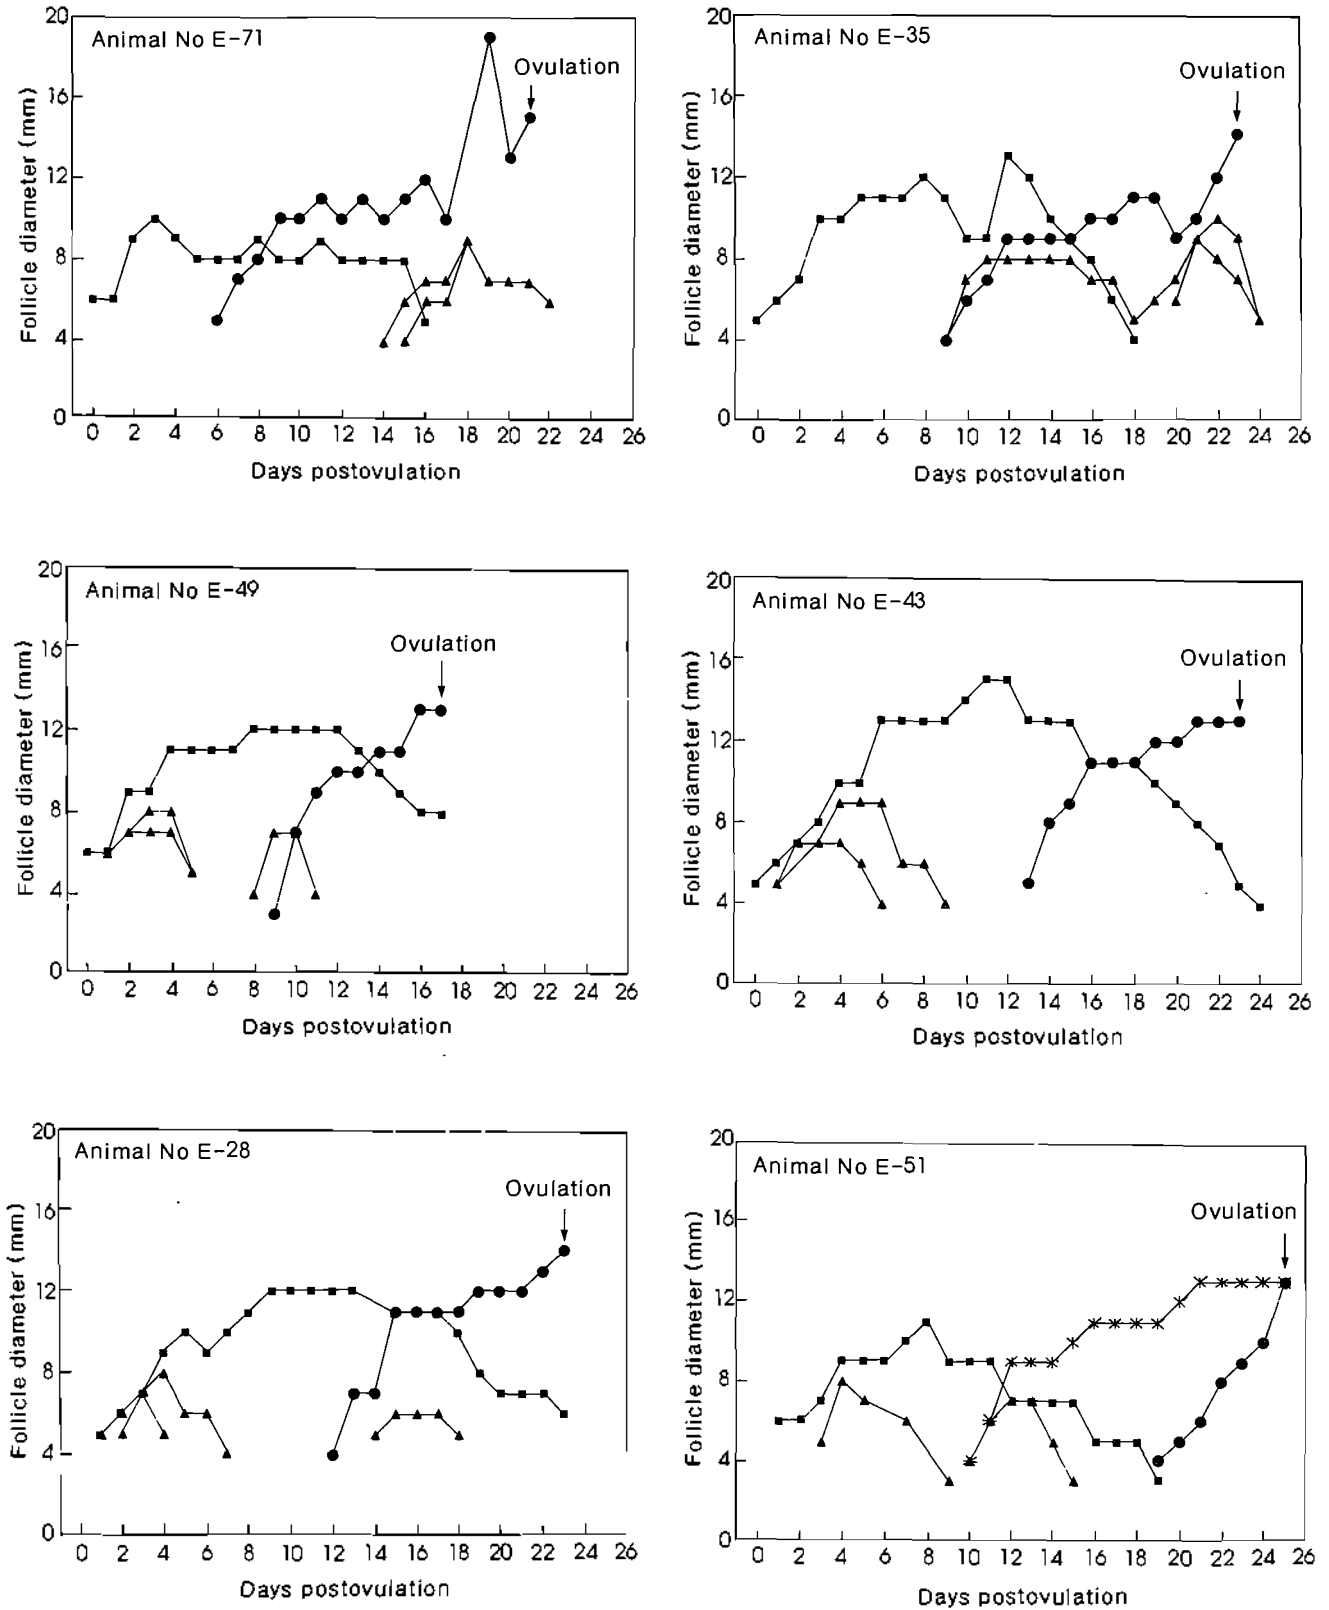 Animal No E-71
Ovulation
Follicle diameter (mm)
20
16
12
8
4
0
0 2 4 6 8 10 12 14 16 18 20 22 24 26
Days postovulation
Animal No E-35
Ovulation
Follicle diameter (mm)
20
16
12
8
4
0
0 2 4 6 8 10 12 14 16 18 20 22 24 26
Days postovulation
Animal No E-49
Ovulation
Follicle diameter (mm)
20
16
12
8
4
0
0 2 4 6 8 10 12 14 16 18 20 22 24 26
Days postovulation
Animal No E-43
Ovulation
Follicle diameter (mm)
20
16
12
8
4
0
0 2 4 6 8 10 12 14 16 18 20 22 24 26
Days postovulation
Animal No E-28
Ovulation
Follicle diameter (mm)
20
16
12
8
4
0
0 2 4 6 8 10 12 14 16 18 20 22 24 26
Days postovulation
Animal No E-51
Ovulation
Follicle diameter (mm)
20
16
12
8
4
0
0 2 4 6 8 10 12 14 16 18 20 22 24 26
Days postovulation